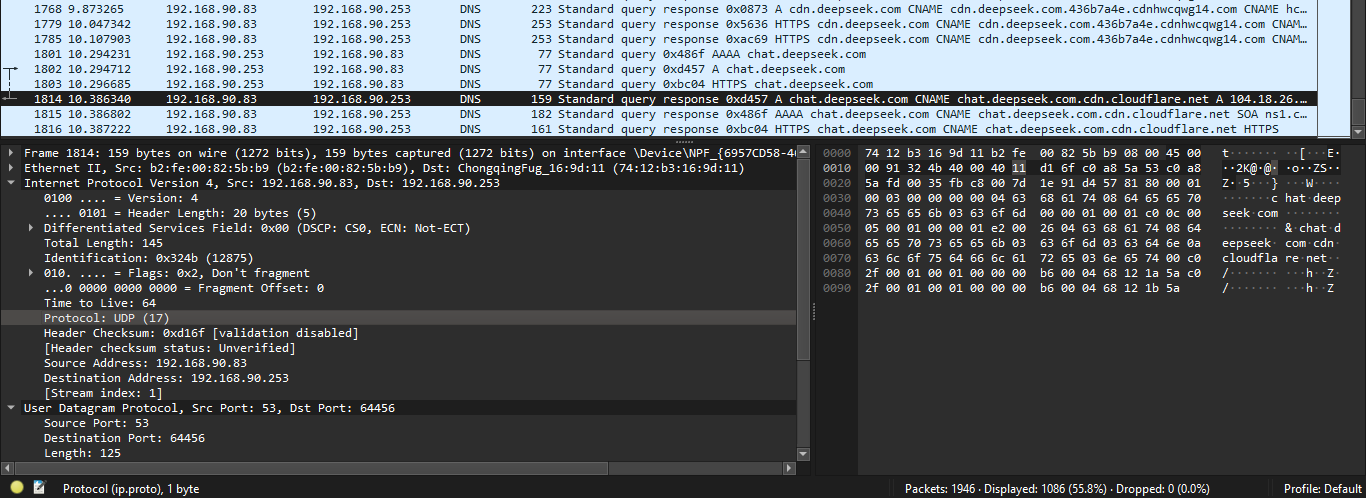 1768 9.873265 192.168.90.83 192.168.90.253 DNS 223 Standard query response 0x0873 A cdn.deepseek.com CNAME cdn.deepseek.com.436b7a4e.cdnhwcqwg14.com CNAME hc…
1779 10.047342 192.168.90.83 192.168.90.253 DNS 253 Standard query response 0x5636 HTTPS cdn.deepseek.com CNAME cdn.deepseek.com.436b7a4e.cdnhwcqwg14.com CNAM…
1785 10.107903 192.168.90.83 192.168.90.253 DNS 253 Standard query response 0xac69 HTTPS cdn.deepseek.com CNAME cdn.deepseek.com.436b7a4e.cdnhwcqwg14.com CNAM…
1801 10.294231 192.168.90.253 192.168.90.83 DNS 77 Standard query 0x486f AAAA chat.deepseek.com
1802 10.294712 192.168.90.253 192.168.90.83 DNS 77 Standard query 0xd457 A chat.deepseek.com
1803 10.296685 192.168.90.253 192.168.90.83 DNS 77 Standard query 0xbc04 HTTPS chat.deepseek.com
1814 10.386340 192.168.90.83 192.168.90.253 DNS 159 Standard query response 0xd457 A chat.deepseek.com CNAME chat.deepseek.com.cdn.cloudflare.net A 104.18.26.…
1815 10.386802 192.168.90.83 192.168.90.253 DNS 182 Standard query response 0x486f AAAA chat.deepseek.com CNAME chat.deepseek.com.cdn.cloudflare.net SOA ns1.c…
1816 10.387222 192.168.90.83 192.168.90.253 DNS 161 Standard query response 0xbc04 HTTPS chat.deepseek.com CNAME chat.deepseek.com.cdn.cloudflare.net HTTPS
Frame 1814: 159 bytes on wire (1272 bits), 159 bytes captured (1272 bits) on interface \Device\NPF_{6957CD58-4
Ethernet II, Src: b2:fe:00:82:5b:b9 (b2:fe:00:82:5b:b9), Dst: ChongqingFug_16:9d:11 (74:12:b3:16:9d:11)
Internet Protocol Version 4, Src: 192.168.90.83, Dst: 192.168.90.253
0100 .... = Version: 4
.... 0101 = Header Length: 20 bytes (5)
Differentiated Services Field: 0x00 (DSCP: CS0, ECN: Not-ECT)
Total Length: 145
Identification: 0x324b (12875)
010. .... = Flags: 0x2, Don't fragment
...0 0000 0000 0000 = Fragment Offset: 0
Time to Live: 64
Protocol: UDP (17)
Header Checksum: 0xd16f [validation disabled]
[Header checksum status: Unverified]
Source Address: 192.168.90.83
Destination Address: 192.168.90.253
[Stream index: 1]
User Datagram Protocol, Src Port: 53, Dst Port: 64456
Source Port: 53
Destination Port: 64456
Length: 125
0000 74 12 b3 16 9d 11 b2 fe 00 82 5b b9 08 00 45 00 t·······  ··[···E·
0010 00 91 32 4b 40 00 40 11 d1 6f c0 a8 5a 53 c0 a8 ··2K@·@·  ·o··ZS··
0020 5a fd 00 35 fb c8 00 7d 1e 91 d4 57 81 80 00 01 Z··5···}  ···W····
0030 00 03 00 00 00 00 04 63 68 61 74 08 64 65 65 70 ·······c  hat·deep
0040 73 65 65 6b 03 63 6f 6d 00 00 01 00 01 c0 0c 00 seek·com  ········
0050 05 00 01 00 00 01 e2 00 26 04 63 68 61 74 08 64 ········  &·chat·d
0060 65 65 70 73 65 65 6b 03 63 6f 6d 03 63 64 6e 0a eepseek·  com·cdn·
0070 63 6c 6f 75 64 66 6c 61 72 65 03 6e 65 74 00 c0 cloudfla  re·net··
0080 2f 00 01 00 01 00 00 00 b6 00 04 68 12 1a 5a c0 /·······  ···h··Z·
0090 2f 00 01 00 01 00 00 00 b6 00 04 68 12 1b 5a /·······  ···h··Z
Protocol (ip.proto), 1 byte
Packets: 1946 · Displayed: 1086 (55.8%) · Dropped: 0 (0.0%)
Profile: Default